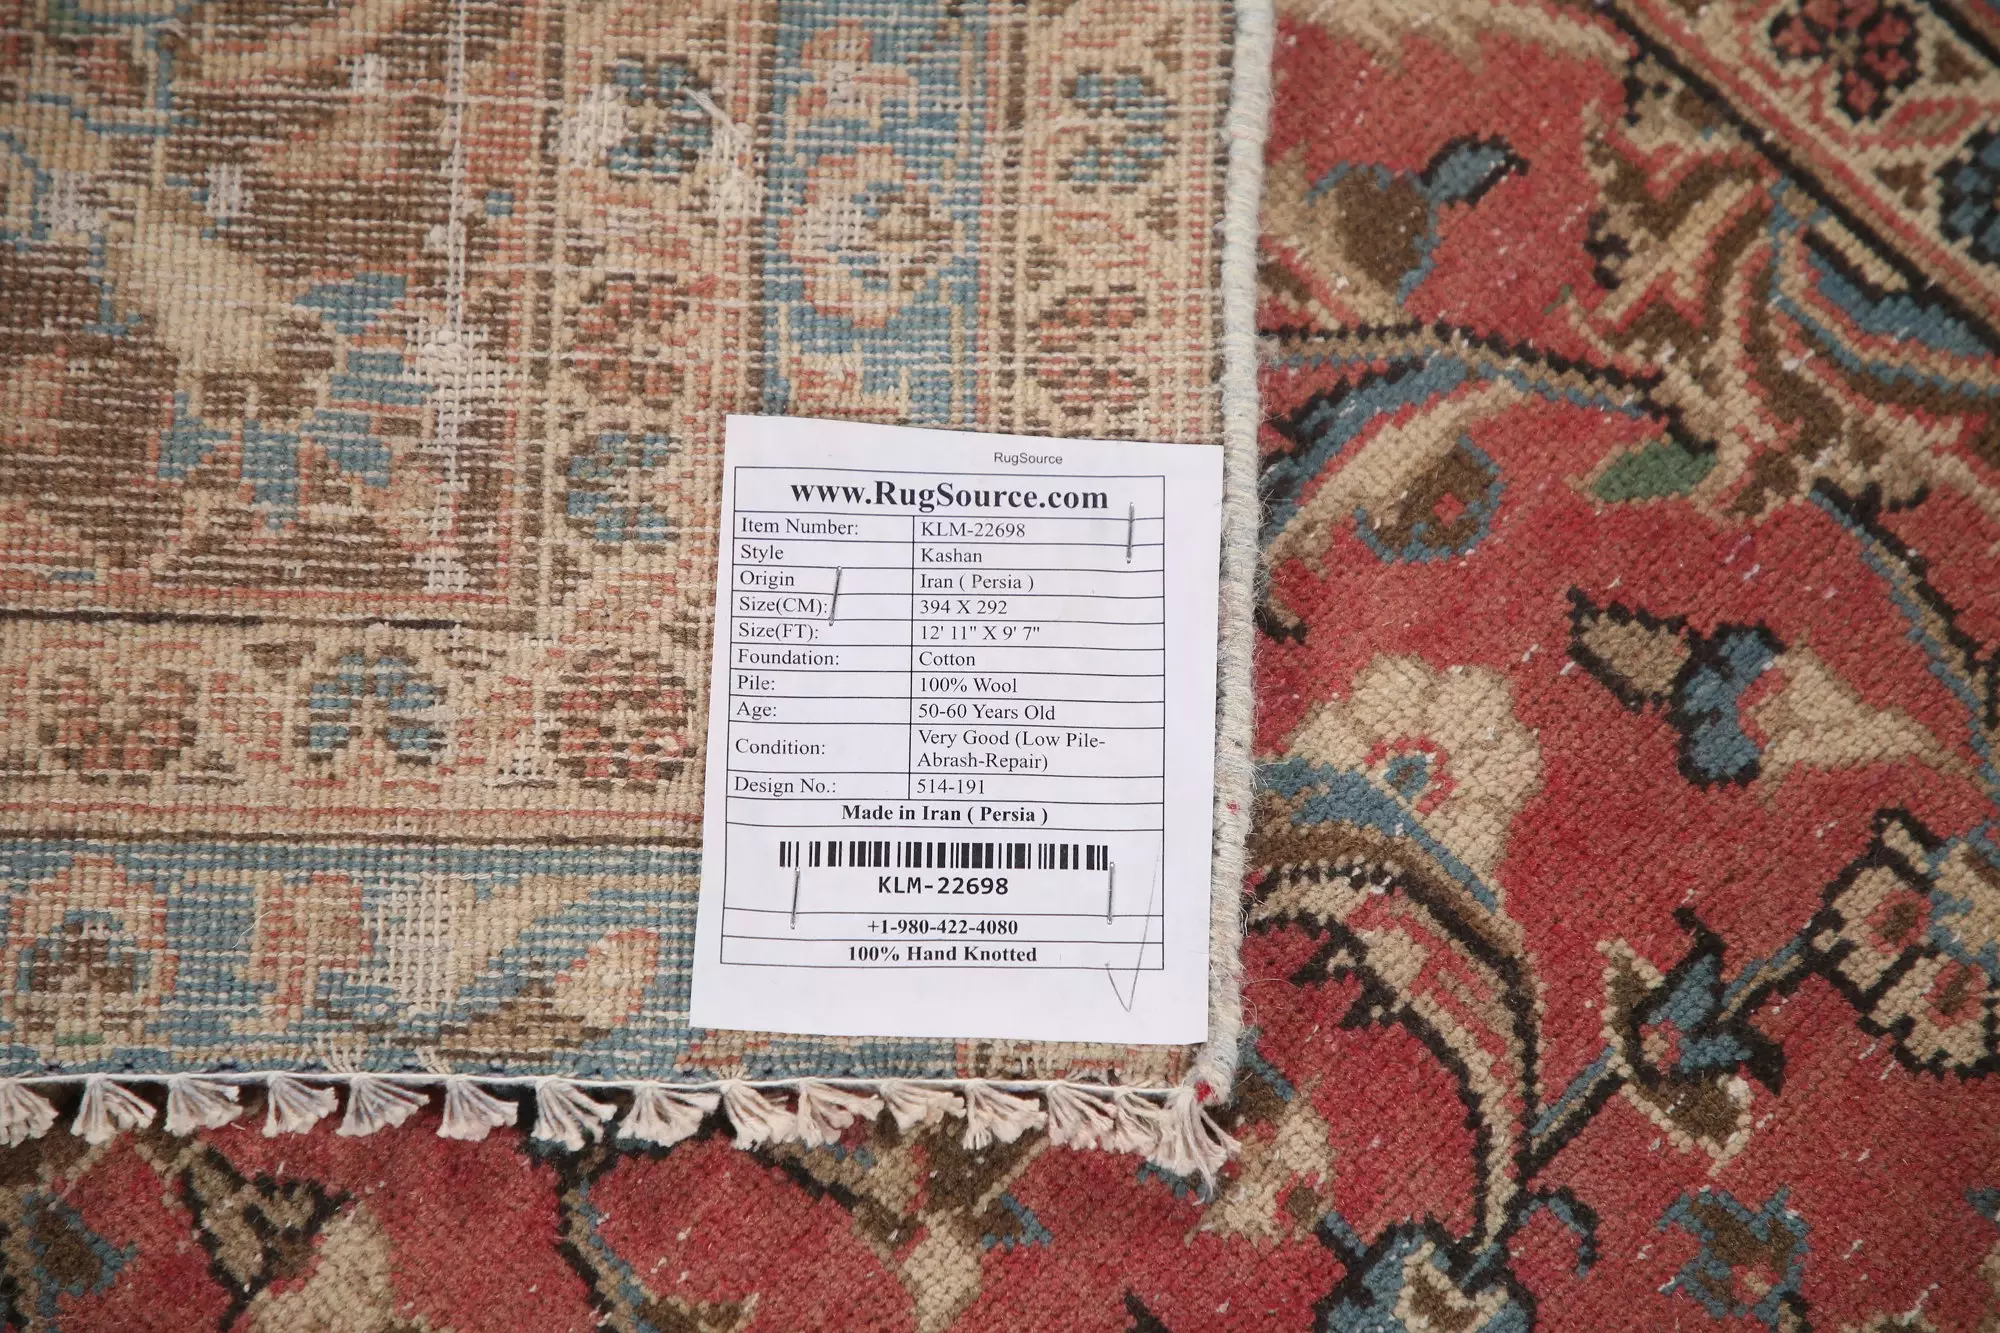 RugSource
www.RugSource.com
Item Number: KLM-22698
Style Kashan
Origin Iran ( Persia )
Size(CM): 394 X 292
Size(FT): 12' 11" X 9' 7"
Foundation: Cotton
Pile: 100% Wool
Age: 50-60 Years Old
Condition: Very Good (Low Pile-
Abrash-Repair)
Design No.: 514-191
Made in Iran ( Persia )
KLM-22698
+1-980-422-4080
100% Hand Knotted